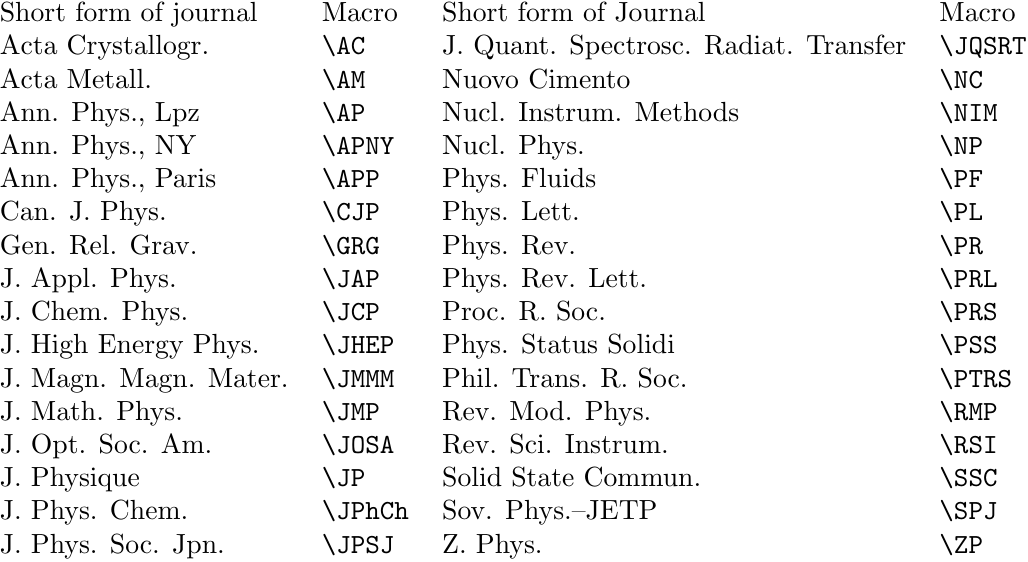 Short form of journal Macro Short form of Journal Macro
Acta Crystallogr. \AC J. Quant. Spectrosc. Radiat. Transfer \JQSRT
Acta Metall. \AM Nuovo Cimento \NC
Ann. Phys., Lpz \AP Nucl. Instrum. Methods \NIM
Ann. Phys., NY \APNY Nucl. Phys. \NP
Ann. Phys., Paris \APP Phys. Fluids \PF
Can. J. Phys. \CJP Phys. Lett. \PL
Gen. Rel. Grav. \GRG Phys. Rev. \PR
J. Appl. Phys. \JAP Phys. Rev. Lett. \PRL
J. Chem. Phys. \JCP Proc. R. Soc. \PRS
J. High Energy Phys. \JHEP Phys. Status Solidi \PSS
J. Magn. Magn. Mater. \JMMM Phil. Trans. R. Soc. \PTRS
J. Math. Phys. \JMP Rev. Mod. Phys. \RMP
J. Opt. Soc. Am. \JOSA Rev. Sci. Instrum. \RSI
J. Physique \JP Solid State Commun. \SSC
J. Phys. Chem. \JPhCh Sov. Phys.–JETP \SPJ
J. Phys. Soc. Jpn. \JPSJ Z. Phys. \ZP